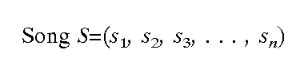 Song S=(s1, s2, s3, . . . , sn)